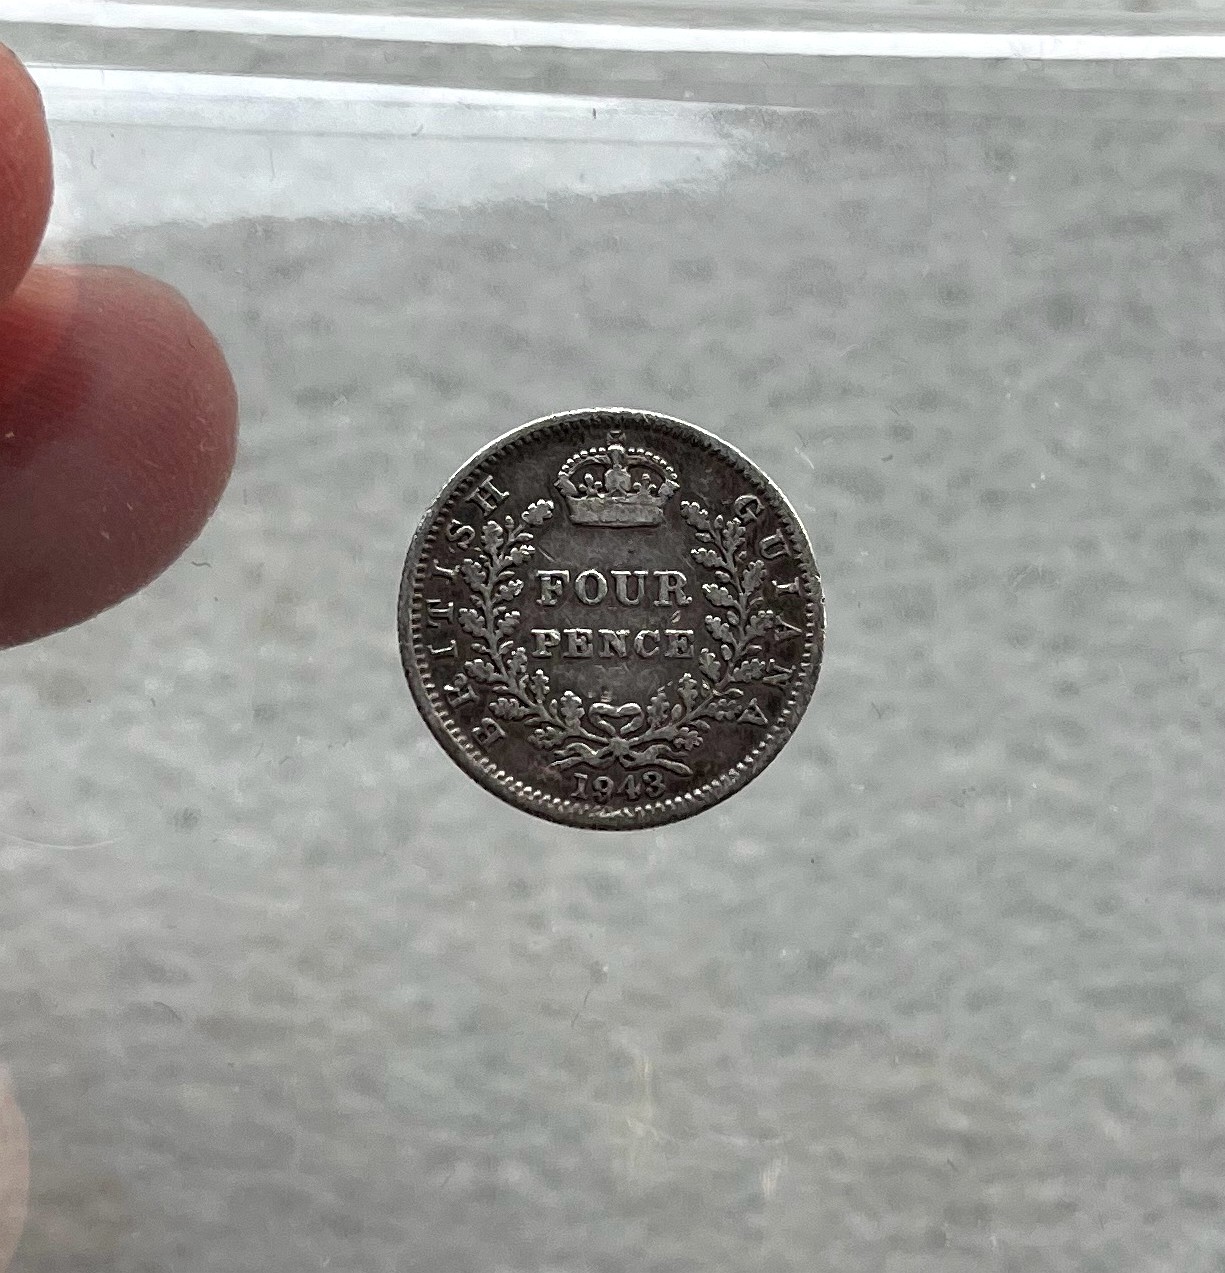 BRITISH GUIANA
FOUR
PENCE
1943